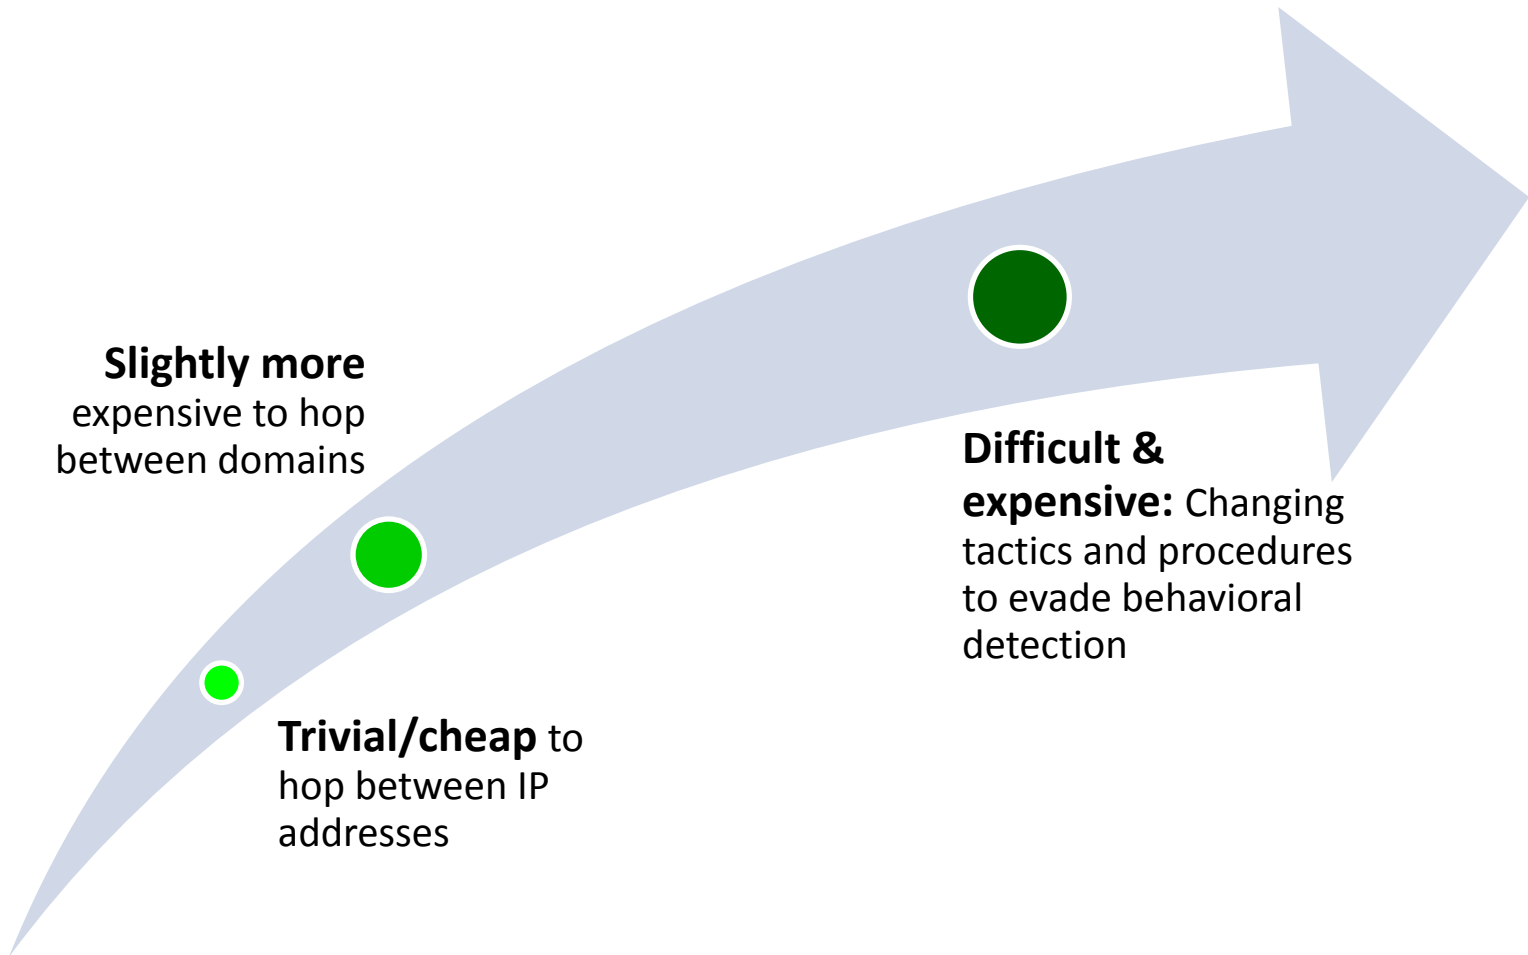 Slightly more
expensive to hop
between domains
Trivial/cheap to
hop between IP
addresses
Difficult &
expensive: Changing
tactics and procedures
to evade behavioral
detection